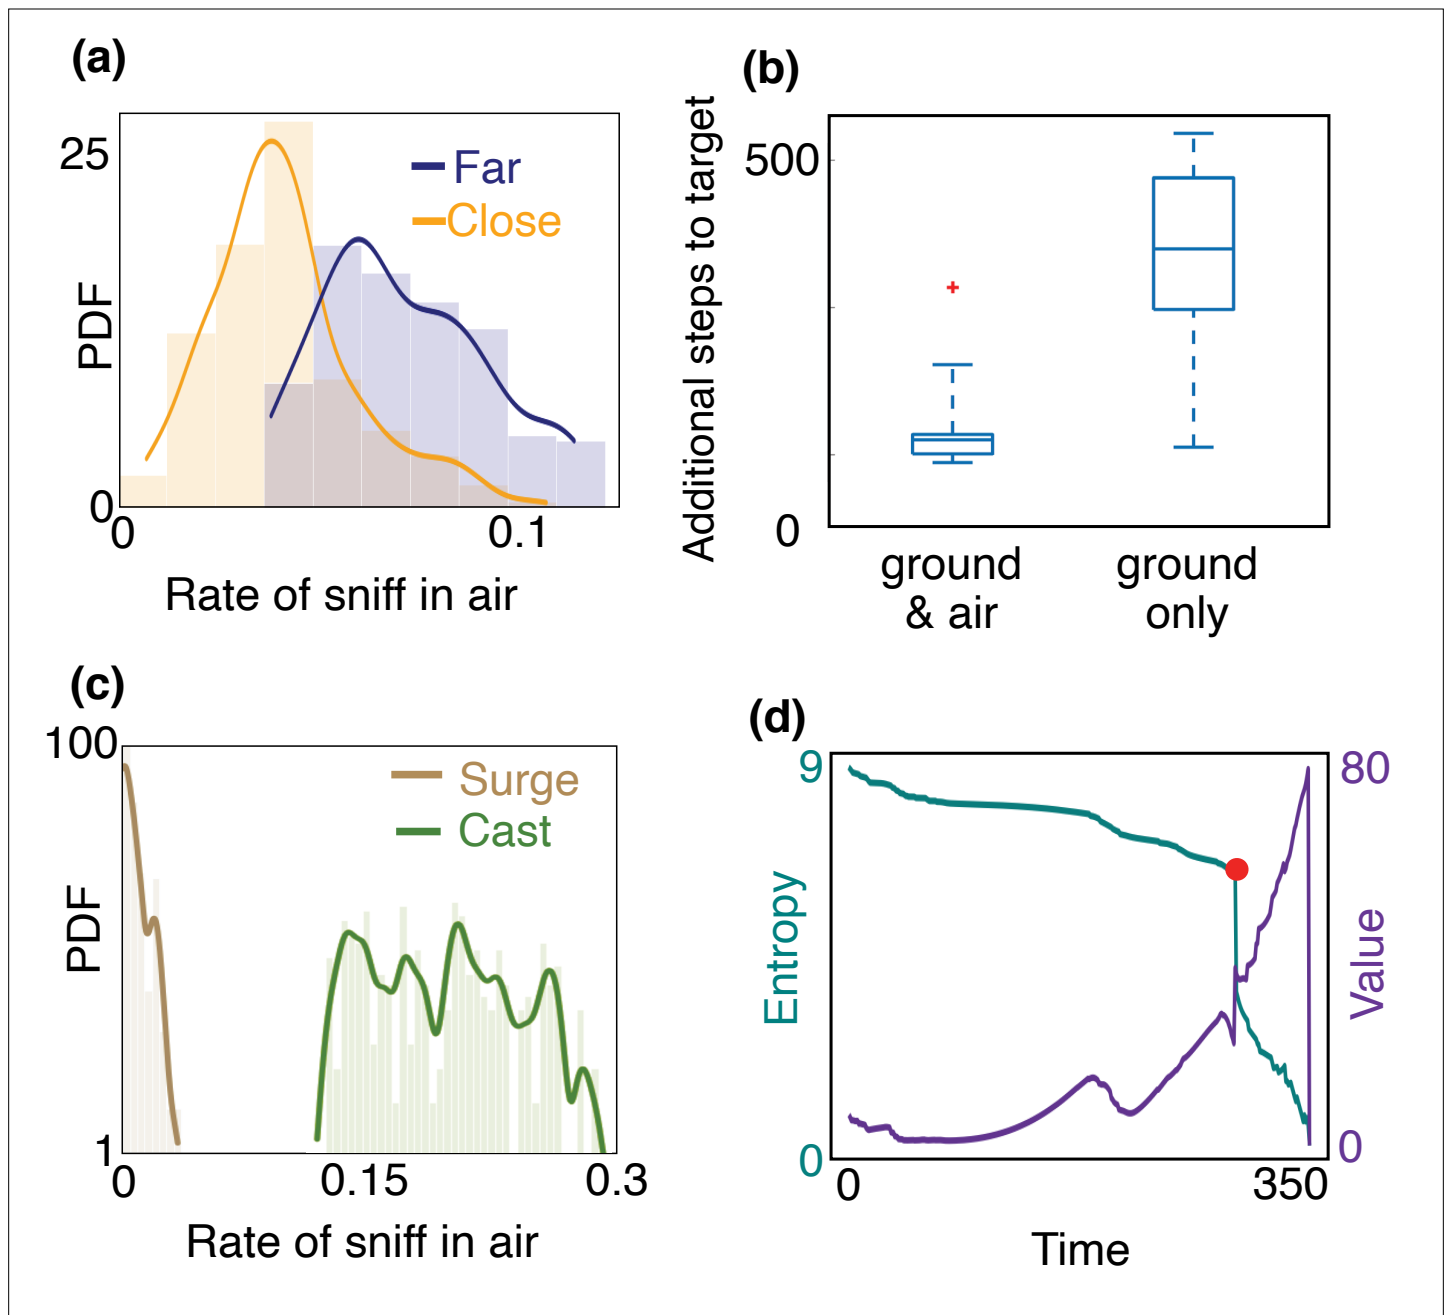 (a)
25
Far
Close
PDF
0
0
0.1
Rate of sniff in air
(b)
Additional steps to target
500
0
ground
& air
ground
only
(c)
100
Surge
Cast
PDF
1
0
0.15
0.3
Rate of sniff in air
(d)
9
80
Entropy
Value
0
0
0
350
Time